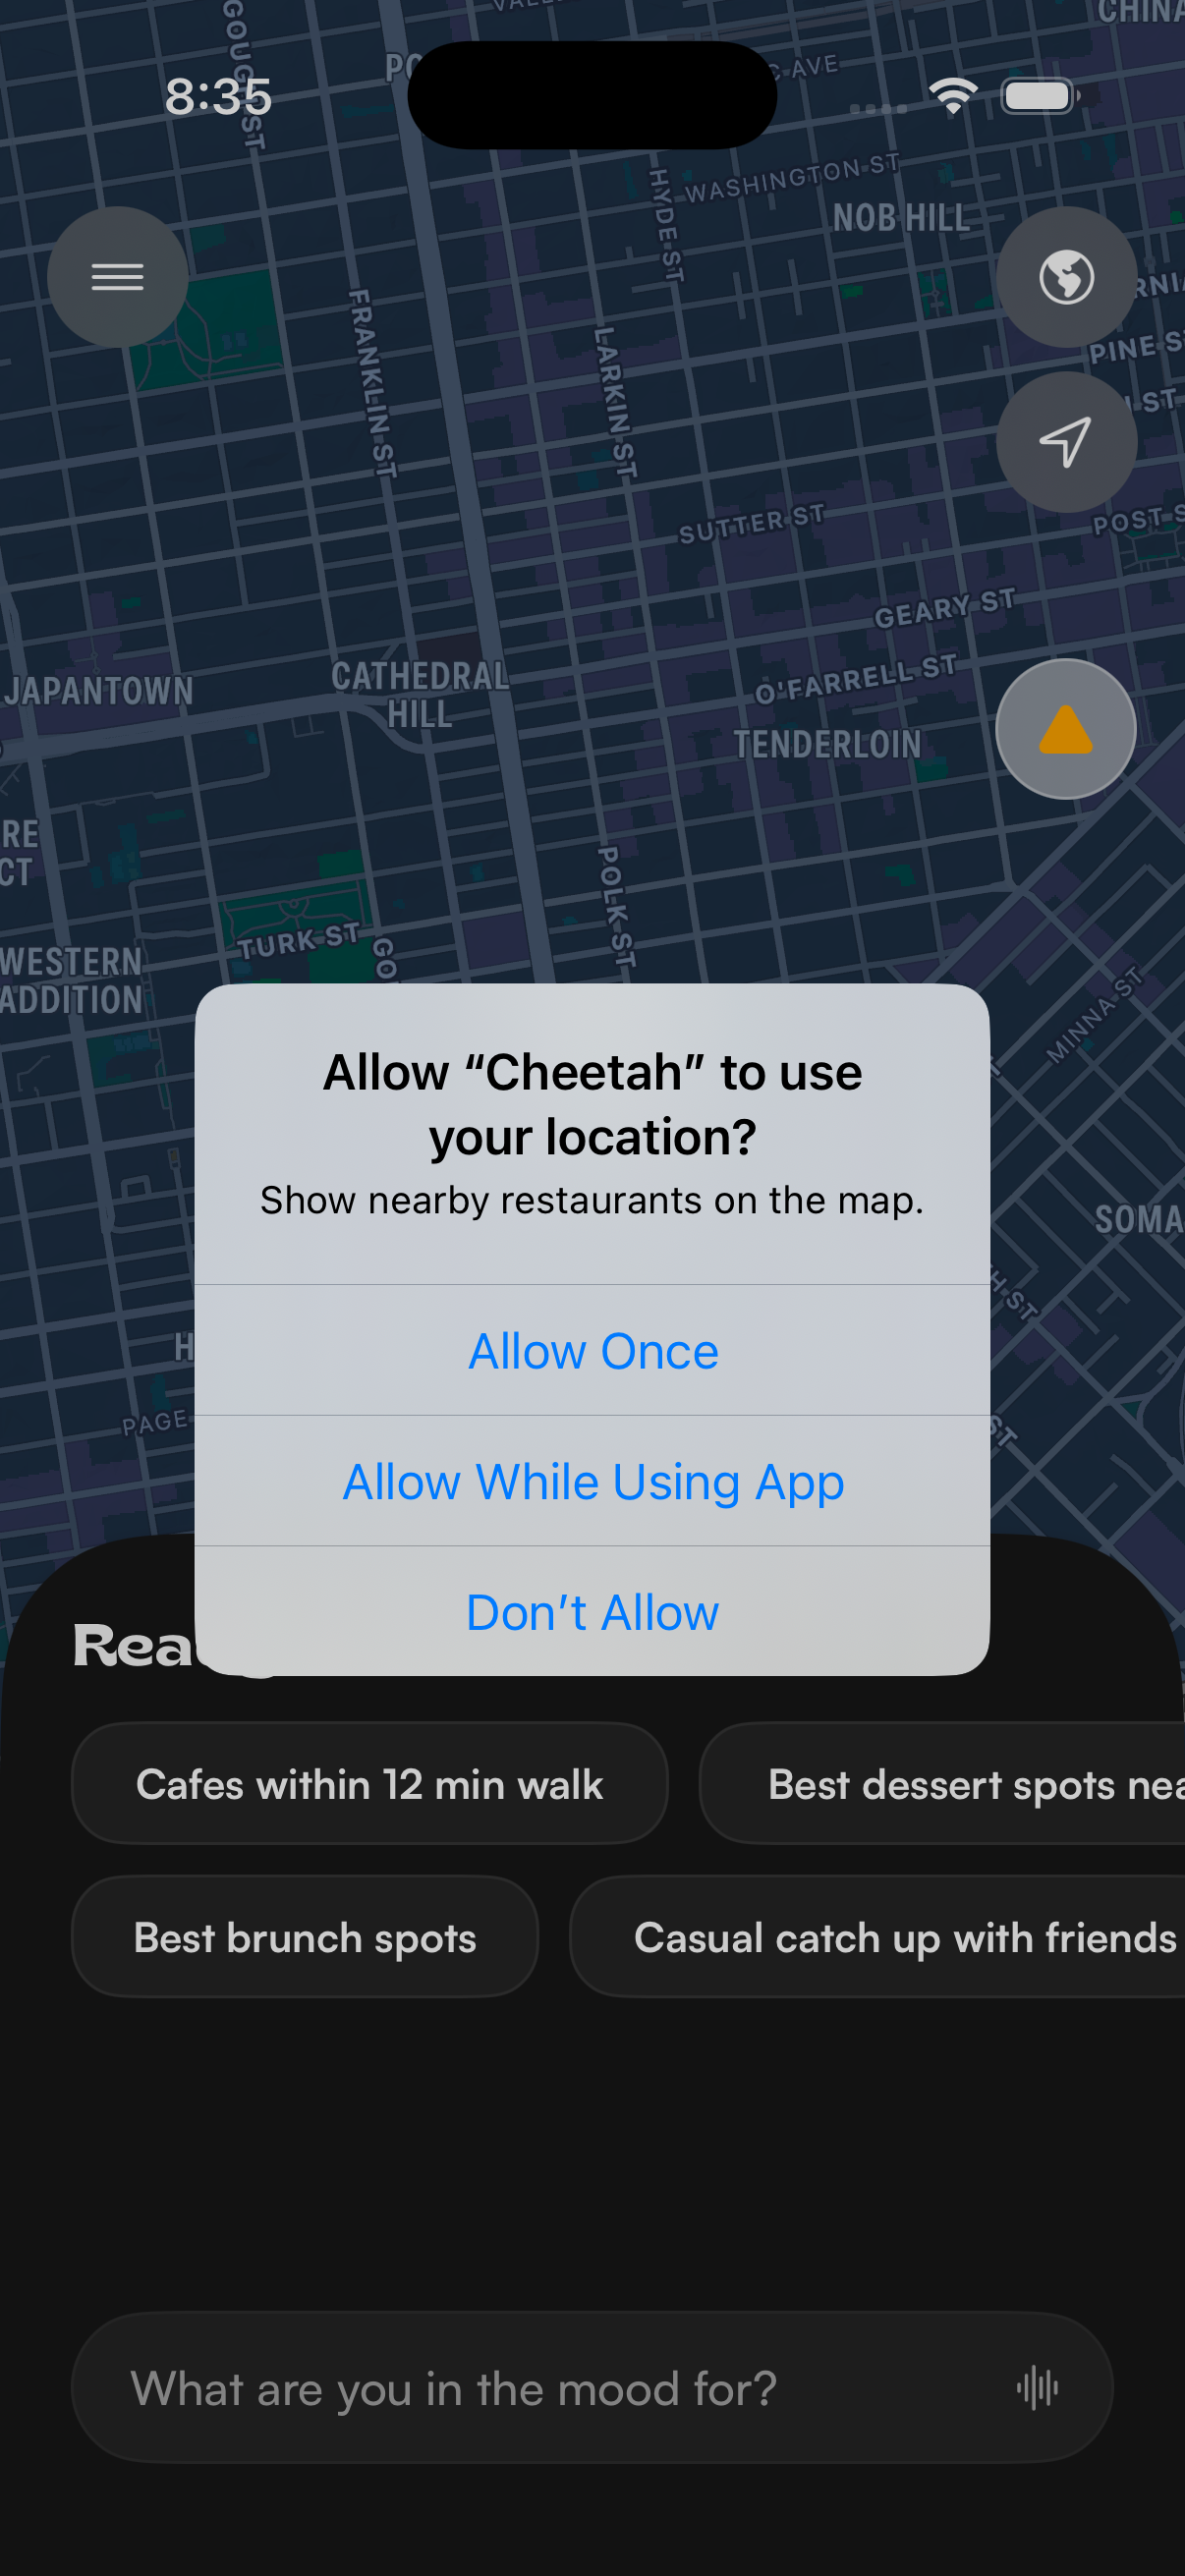 GOUGH ST
8:35
WASHINGTON ST
HYDE ST
NOB HILL
FRANKLIN ST
LARKIN ST
PINE
SUTTER ST
POST
GEARY ST
O'FARRELL ST
JAPANTOWN
CATHEDRAL
HILL
TENDERLOIN
POLK ST
TURK ST
WESTERN
ADDITION
MINNA ST
Allow “Cheetah” to use
your location?
Show nearby restaurants on the map.
SOMA
Allow Once
PAGE
Allow While Using App
Don’t Allow
Cafes within 12 min walk
Best dessert spots
Best brunch spots
Casual catch up with friends
What are you in the mood for?